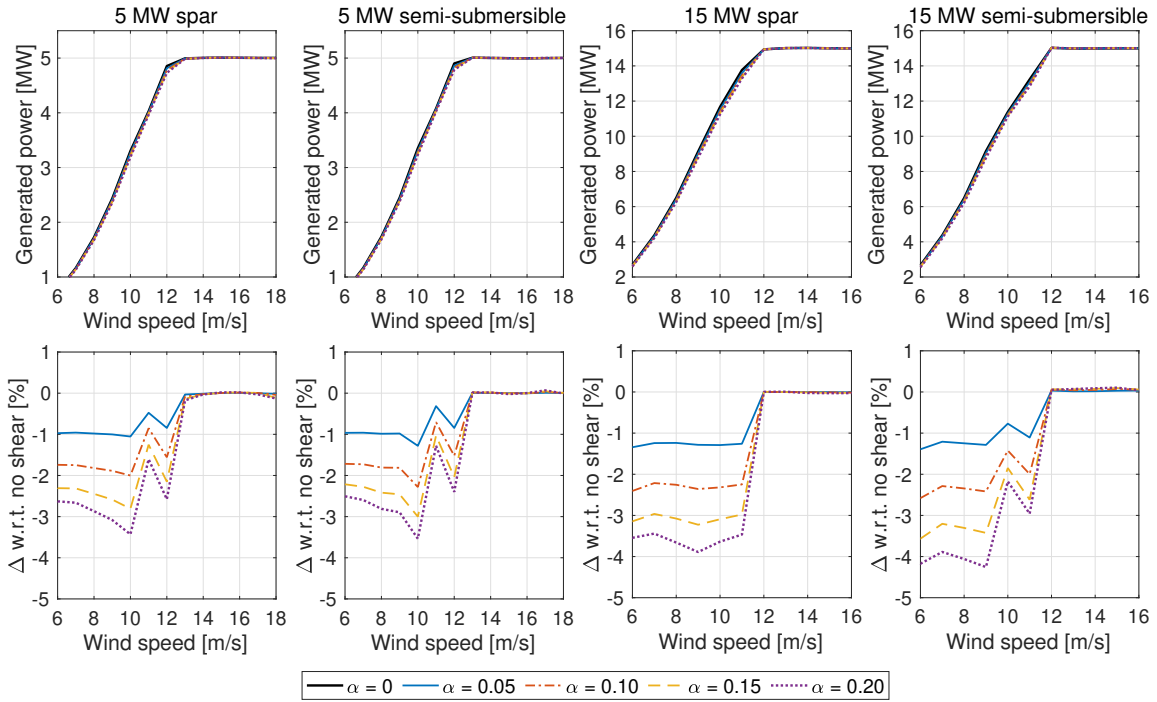 5 MW spar
5 MW semi-submersible
15 MW spar
15 MW semi-submersible
Generated power [MW]
5
4
3
2
1
6 8 10 12 14 16 18
Wind speed [m/s]
Generated power [MW]
5
4
3
2
1
6 8 10 12 14 16 18
Wind speed [m/s]
Generated power [MW]
16
14
12
10
8
6
4
2
6 8 10 12 14 16
Wind speed [m/s]
Generated power [MW]
16
14
12
10
8
6
4
2
6 8 10 12 14 16
Wind speed [m/s]
Δ w.r.t. no shear [%]
1
0
-1
-2
-3
-4
-5
6 8 10 12 14 16 18
Wind speed [m/s]
Δ w.r.t. no shear [%]
1
0
-1
-2
-3
-4
-5
6 8 10 12 14 16 18
Wind speed [m/s]
Δ w.r.t. no shear [%]
1
0
-1
-2
-3
-4
-5
6 8 10 12 14 16
Wind speed [m/s]
Δ w.r.t. no shear [%]
1
0
-1
-2
-3
-4
-5
6 8 10 12 14 16
Wind speed [m/s]
α = 0 α = 0.05 α = 0.10 α = 0.15 α = 0.20